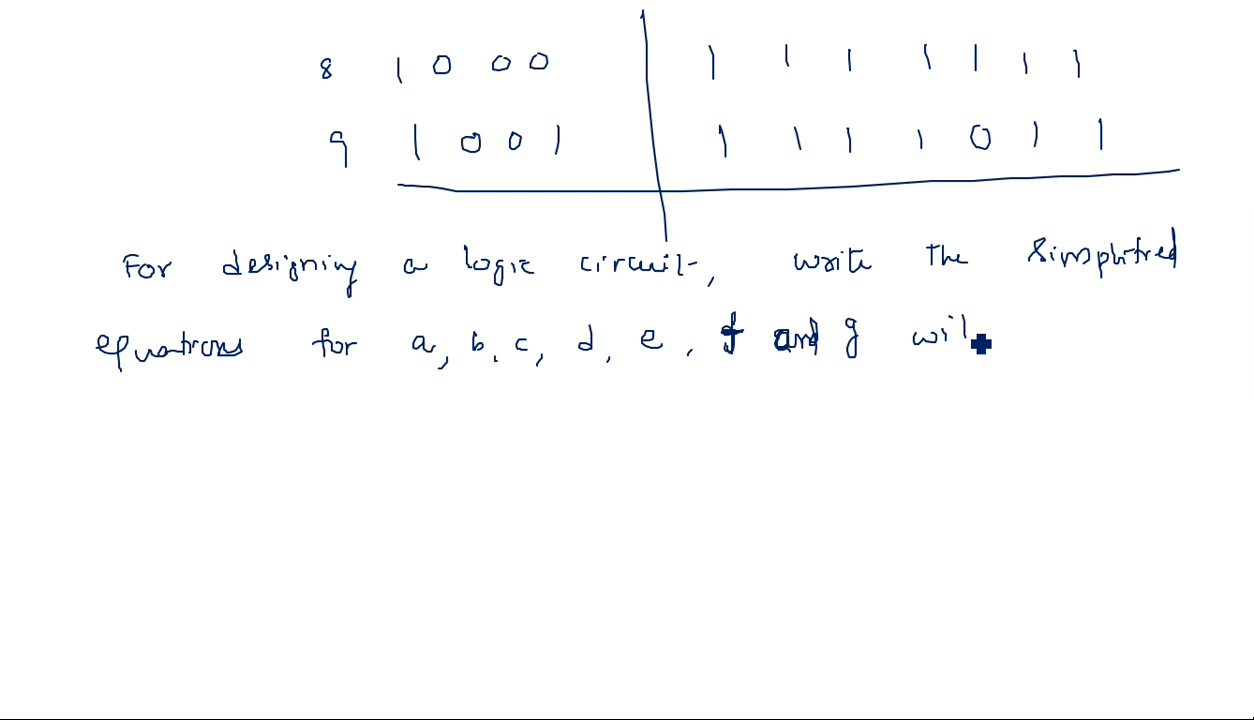 8 1 0 0 0 1 1 1 1 1 1 1
9 1 0 0 1 1 1 1 1 0 1 1
For designing a logic circuit, write the simplified
equations for a, b, c, d, e, f and g wil